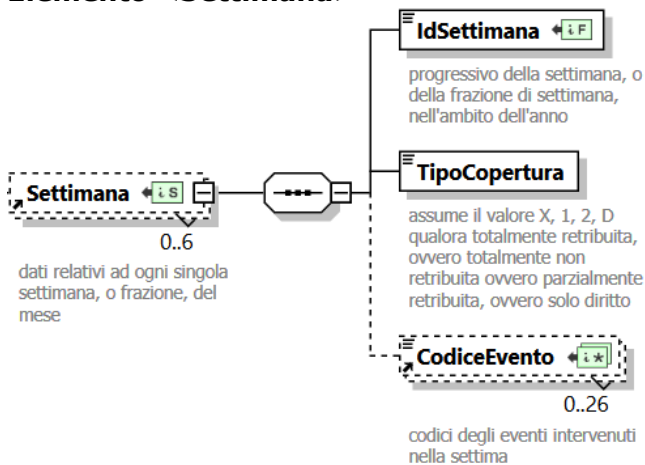 Elemento <Settimana>
IdSettimana iF
progressivo della settimana, o
della frazione di settimana,
nell'ambito dell'anno
Settimana iS
0..6
dati relativi ad ogni singola
settimana, o frazione, del
mese
TipoCopertura
assume il valore X, 1, 2, D
qualora totalmente retribuita,
ovvero totalmente non
retribuita ovvero parzialmente
retribuita, ovvero solo diritto
CodiceEvento i*
0..26
codici degli eventi intervenuti
nella settima